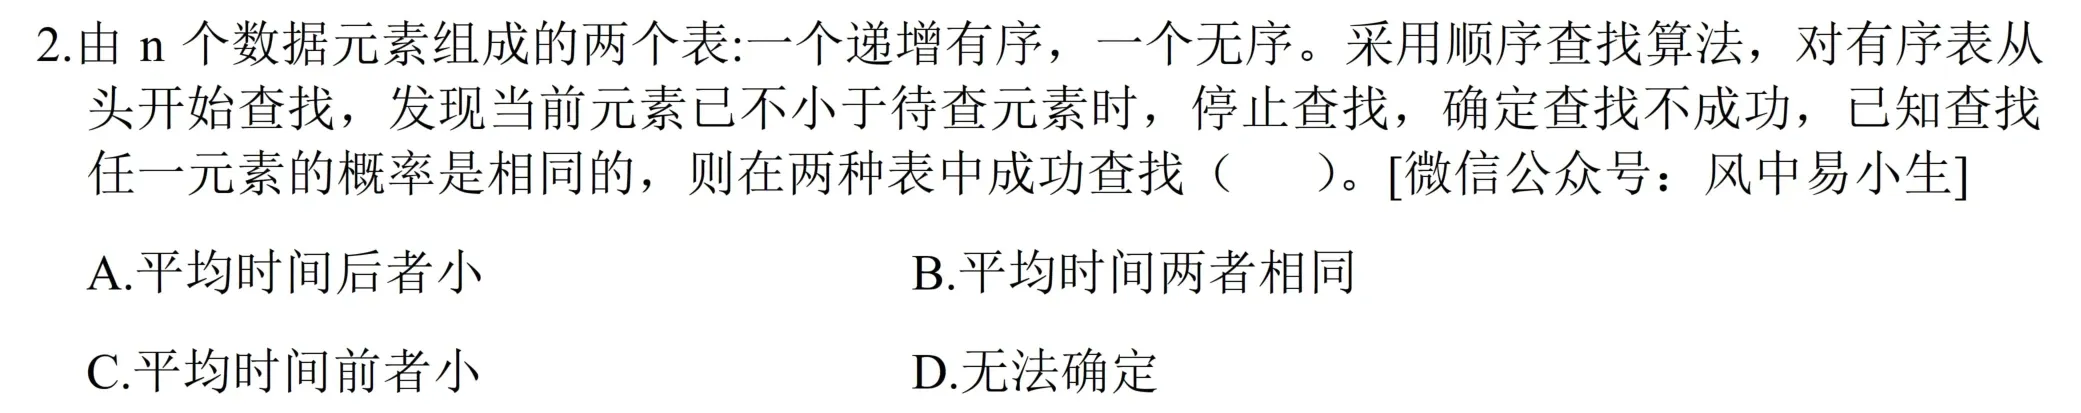 2.由 n 个数据元素组成的两个表:一个递增有序，一个无序。采用顺序查找算法，对有序表从
头开始查找，发现当前元素已不小于待查元素时，停止查找，确定查找不成功，已知查找
任一元素的概率是相同的，则在两种表中成功查找（    ）。[微信公众号：风中易小生]
A.平均时间后者小 B.平均时间两者相同
C.平均时间前者小 D.无法确定